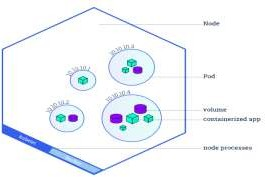 10.10.10.1
10.10.10.2
10.10.10.3
10.10.10.4
Node
Pod
volume
containerized app
node processes